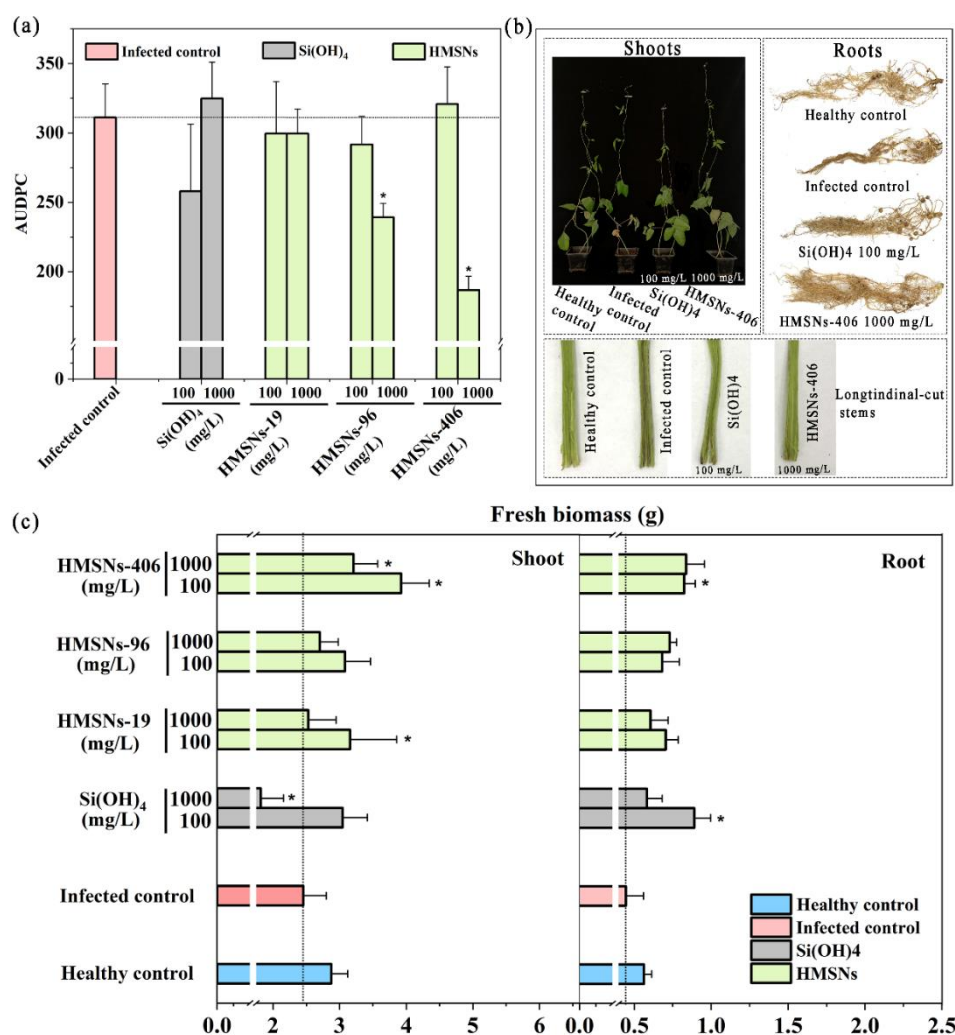 (a)
Infected control
Si(OH)4
HMSNs
AUDPC
350
300
250
200
0
100 1000
100 1000
100 1000
100 1000
Infected control
Si(OH)4
(mg/L)
HMSNs-19
(mg/L)
HMSNs-96
(mg/L)
HMSNs-406
(mg/L)
*
*
(b)
Shoots
100 mg/L
1000 mg/L
Healthy control
Infected control
Si(OH)4
HMSNs-406
Roots
Healthy control
Infected control
Si(OH)4 100 mg/L
HMSNs-406 1000 mg/L
Healthy control
Infected control
Si(OH)4
100 mg/L
HMSNs-406
1000 mg/L
Longtindinal-cut
stems
(c)
Fresh biomass (g)
Shoot
Root
HMSNs-406
(mg/L)
1000
100
*
*
*
HMSNs-96
(mg/L)
1000
100
HMSNs-19
(mg/L)
1000
100
*
Si(OH)4
(mg/L)
1000
100
*
*
Infected control
Healthy control
Healthy control
Infected control
Si(OH)4
HMSNs
0.0 2 3 4 5 6
0.0 0.5 1.0 1.5 2.0 2.5